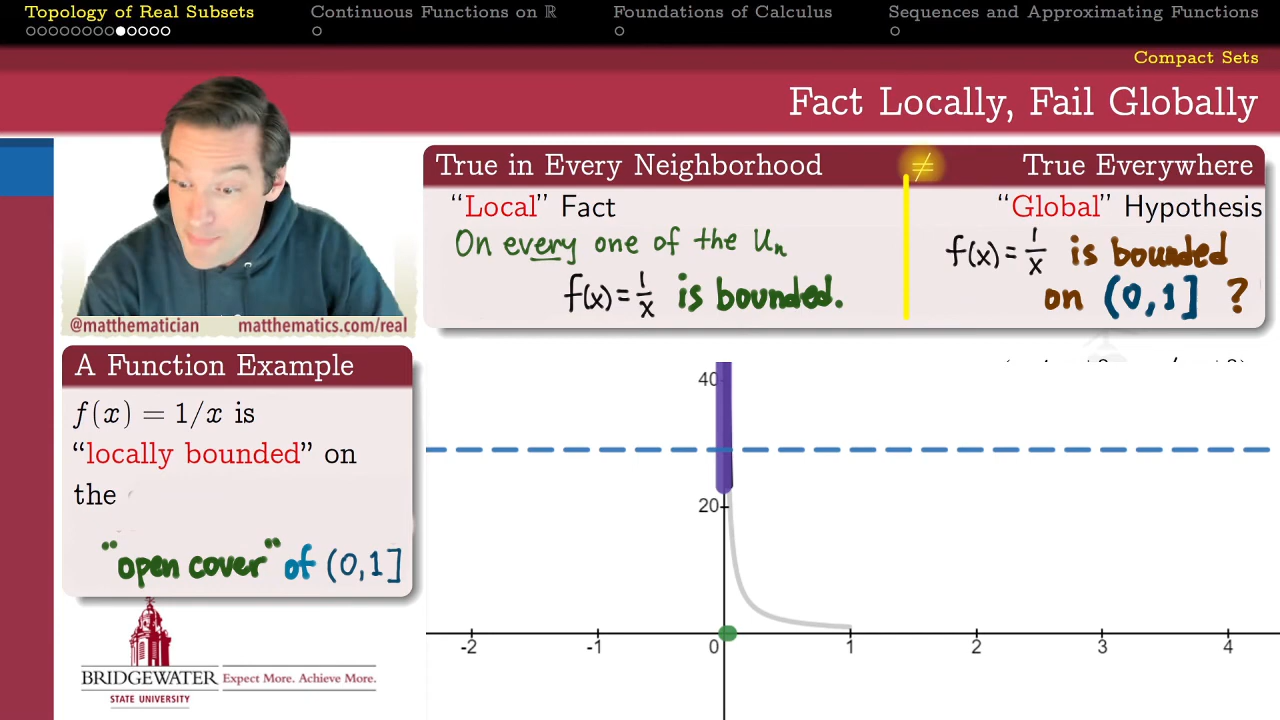 Topology of Real Subsets
Continuous Functions on ℝ
Foundations of Calculus
Sequences and Approximating Functions
Compact Sets
Fact Locally, Fail Globally
True in Every Neighborhood
≠
True Everywhere
“Local” Fact
On every one of the Uₙ
f(x)=1/x is bounded.
“Global” Hypothesis
f(x)=1/x is bounded
on (0,1] ?
@matthematician
matthematics.com/real
A Function Example
f(x) = 1/x is
“locally bounded” on
the
"open cover" of (0,1]
40
20
-2 -1 0 1 2 3 4
BRIDGEWATER
STATE UNIVERSITY
Expect More. Achieve More.